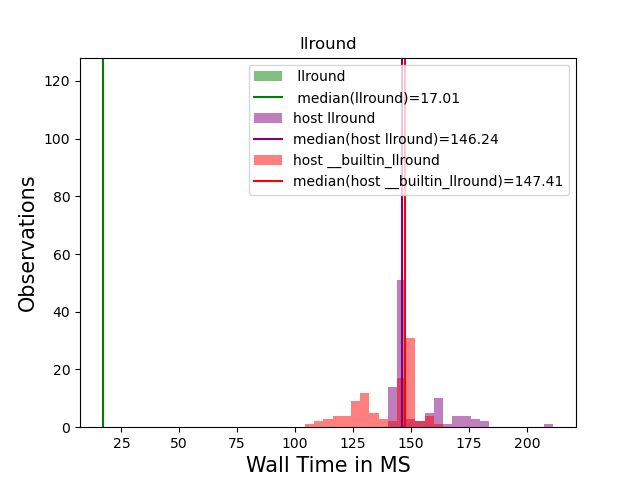 llround
llround
median(llround)=17.01
host llround
median(host llround)=146.24
host __builtin_llround
median(host __builtin_llround)=147.41
Observations
120
100
80
60
40
20
0
25
50
75
100
125
150
175
200
Wall Time in MS